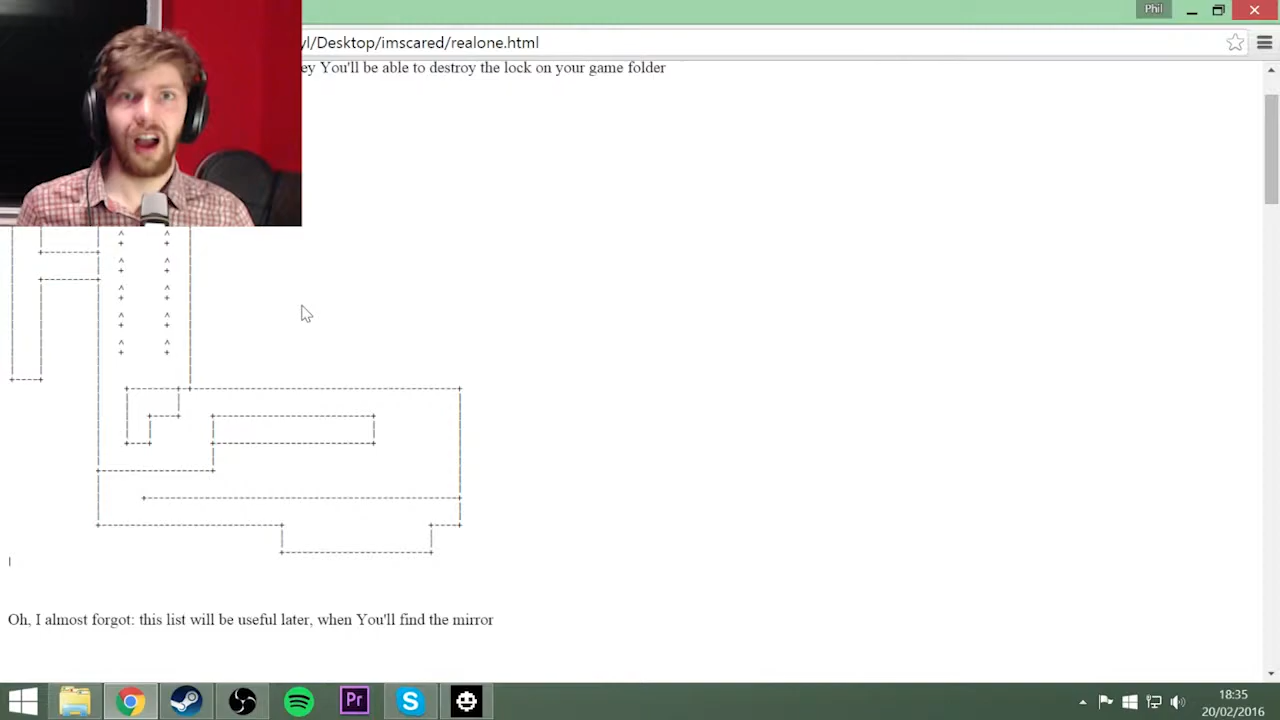 Phil
yl/Desktop/imscared/realone.html
ey You'll be able to destroy the lock on your game folder
Oh, I almost forgot: this list will be useful later, when You'll find the mirror
Pr
18:35
20/02/2016